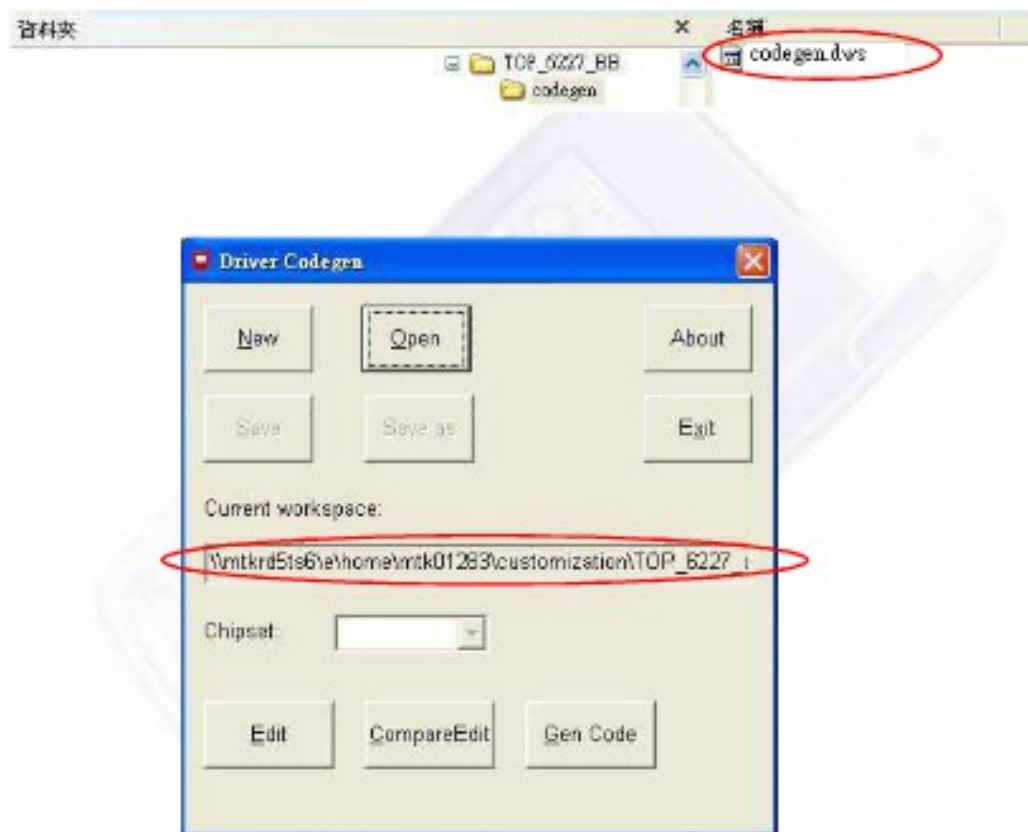 資料夾 × 名稱
TOP_6227_BB codegen.dws
codegen
Driver Codegen
New Open About
Save Save as Exit
Current workspace:
\\mtkrd5ts6\e\home\mtk01283\customization\TOP_6227_
Chipset:
Edit CompareEdit Gen Code